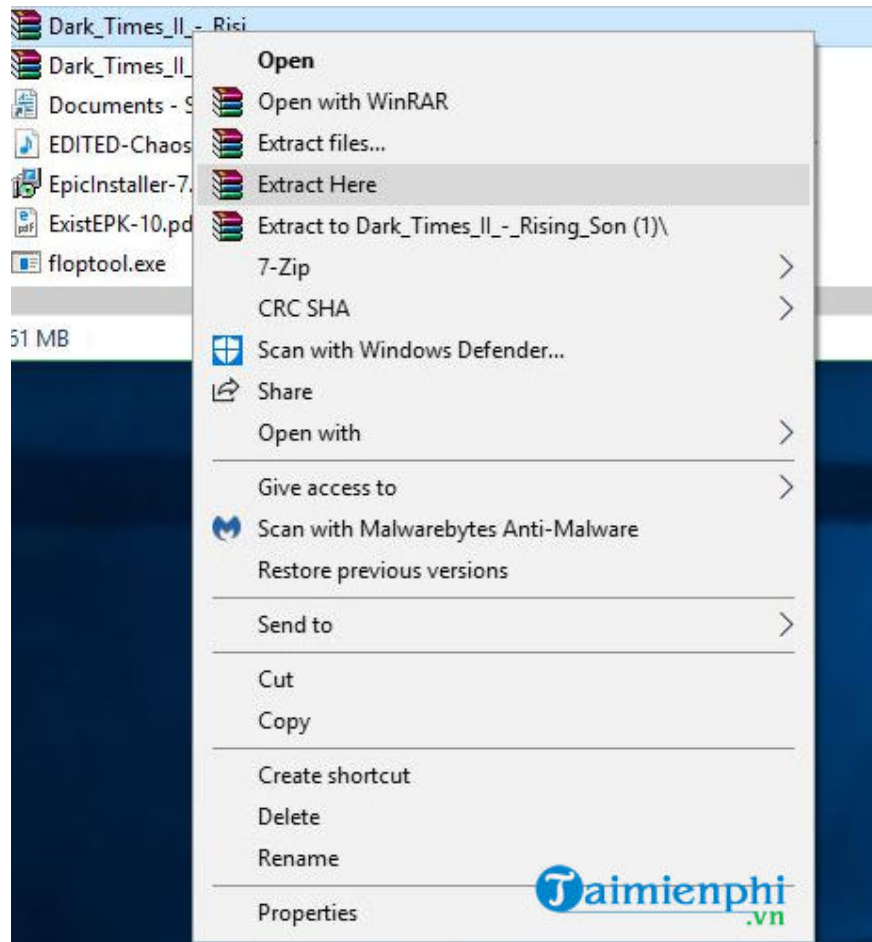 Dark_Times_II_-_Risi
Dark_Times_II_
Documents - S
EDITED-Chaos
EpicInstaller-7.
ExistEPK-10.pd
floptool.exe
51 MB
Open
Open with WinRAR
Extract files...
Extract Here
Extract to Dark_Times_II_-_Rising_Son (1)\
7-Zip
CRC SHA
Scan with Windows Defender...
Share
Open with
Give access to
Scan with Malwarebytes Anti-Malware
Restore previous versions
Send to
Cut
Copy
Create shortcut
Delete
Rename
Properties
Taimienphi
.vn